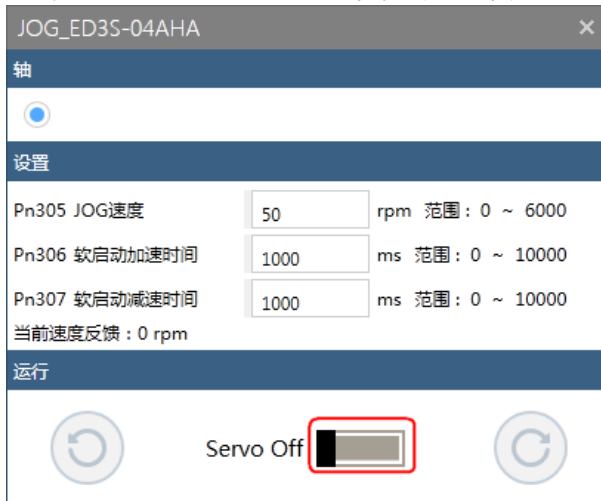 JOG_ED3S-04AHA ×
轴
设置
Pn305 JOG速度 50 rpm 范围：0 ~ 6000
Pn306 软启动加速时间 1000 ms 范围：0 ~ 10000
Pn307 软启动减速时间 1000 ms 范围：0 ~ 10000
当前速度反馈：0 rpm
运行
Servo Off